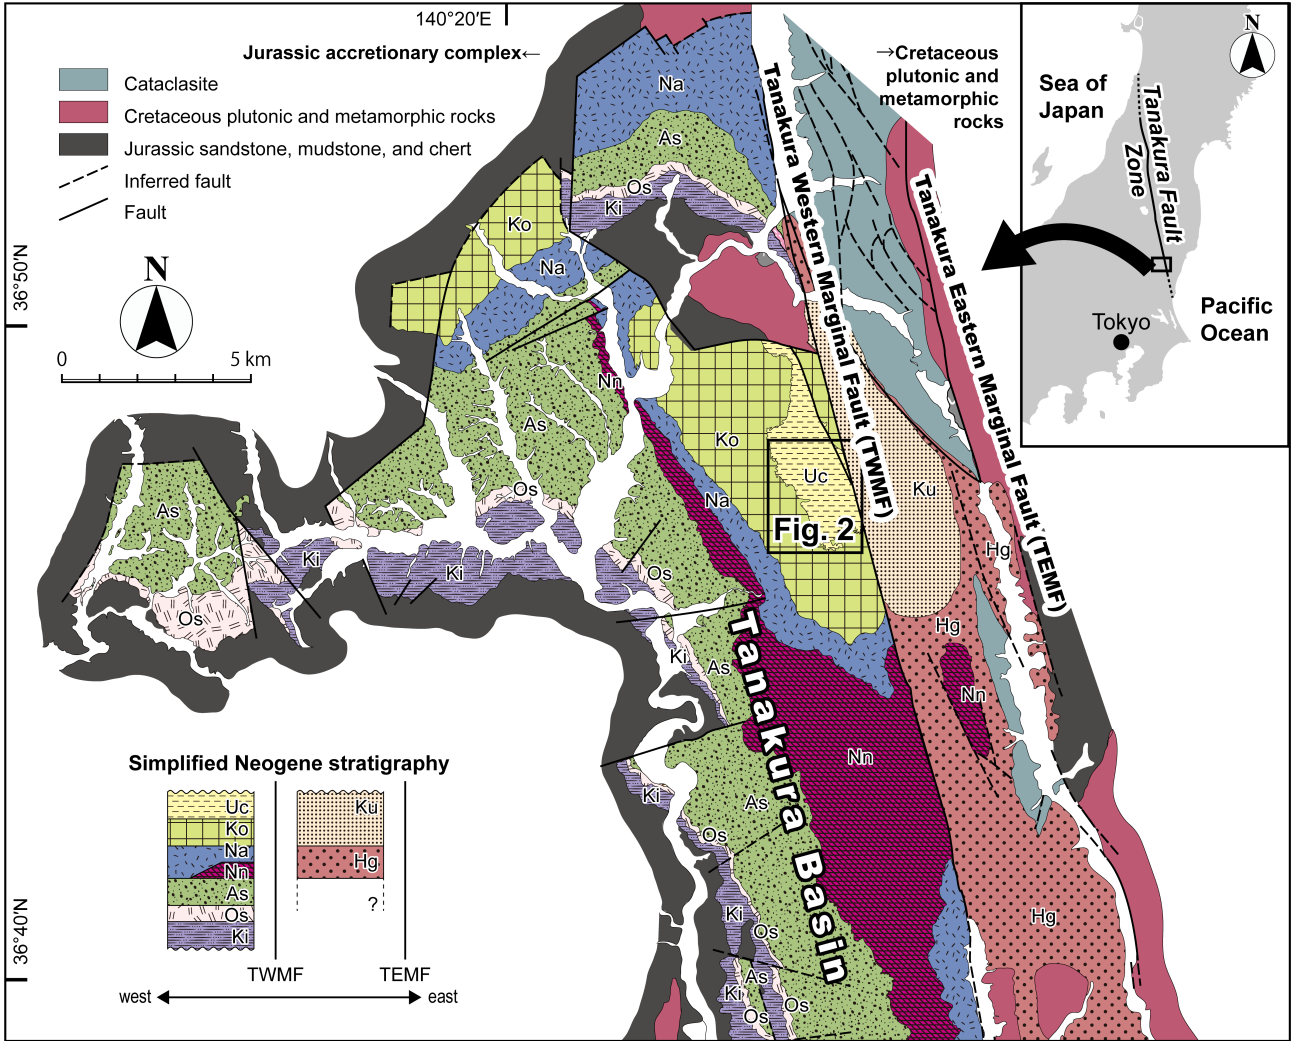 140°20′E
Jurassic accretionary complex←
→Cretaceous
plutonic and
metamorphic
rocks
Cataclasite
Cretaceous plutonic and metamorphic rocks
Jurassic sandstone, mudstone, and chert
Inferred fault
Fault
N
0
5 km
36°50′N
36°40′N
N
Sea of
Japan
Tanakura Fault
Zone
Pacific
Ocean
Tokyo
Tanakura Western Marginal Fault (TWMF)
Tanakura Eastern Marginal Fault (TEMF)
Na
As
Os
Ki
Ko
Na
Nn
As
Ko
Uc
Ku
Na
Fig. 2
Os
As
Ki
Ki
Os
Os
Hg
Hg
Ki
As
Nn
Nn
Tanakura Basin
Ki
As
Os
Ki
Os
Hg
As
Ki
Os
Os
Simplified Neogene stratigraphy
Uc
Ko
Na
Nn
As
Os
Ki
Ku
Hg
?
TWMF
TEMF
west
east